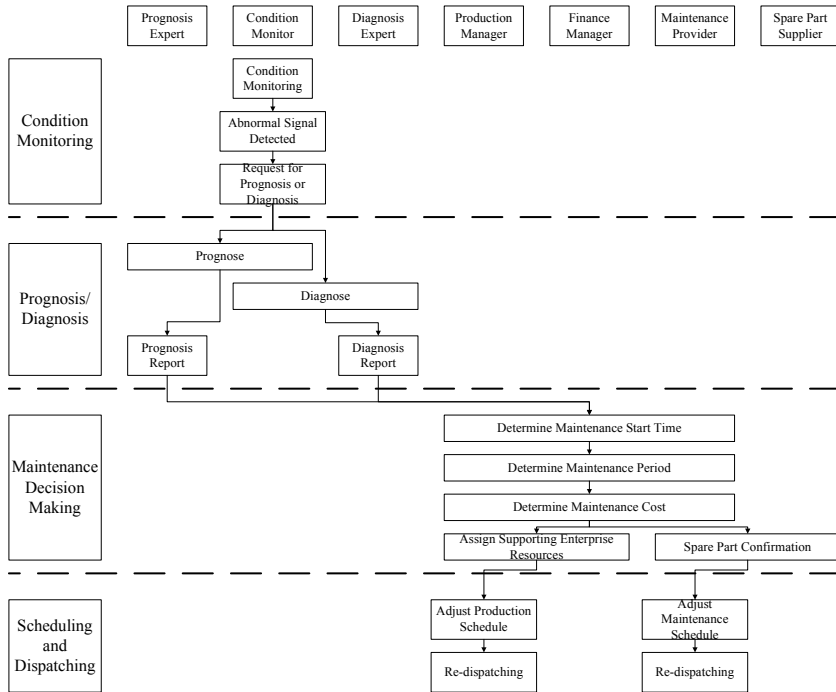 Prognosis
Expert
Condition
Monitor
Diagnosis
Expert
Production
Manager
Finance
Manager
Maintenance
Provider
Spare Part
Supplier
Condition
Monitoring
Condition
Monitoring
Abnormal Signal
Detected
Request for
Prognosis or
Diagnosis
Prognosis/
Diagnosis
Prognose
Diagnose
Prognosis
Report
Diagnosis
Report
Maintenance
Decision
Making
Determine Maintenance Start Time
Determine Maintenance Period
Determine Maintenance Cost
Assign Supporting Enterprise
Resources
Spare Part Confirmation
Scheduling
and
Dispatching
Adjust Production
Schedule
Adjust
Maintenance
Schedule
Re-dispatching
Re-dispatching